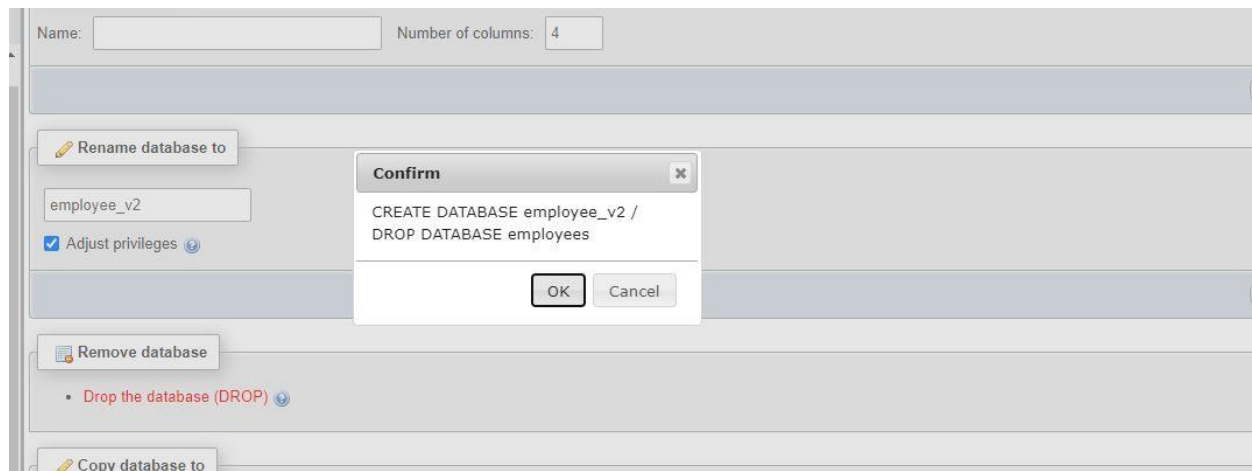 Name:
Number of columns: 4
Rename database to
employee_v2
Adjust privileges
Confirm
CREATE DATABASE employee_v2 /
DROP DATABASE employees
OK Cancel
Remove database
Drop the database (DROP)
Copy database to